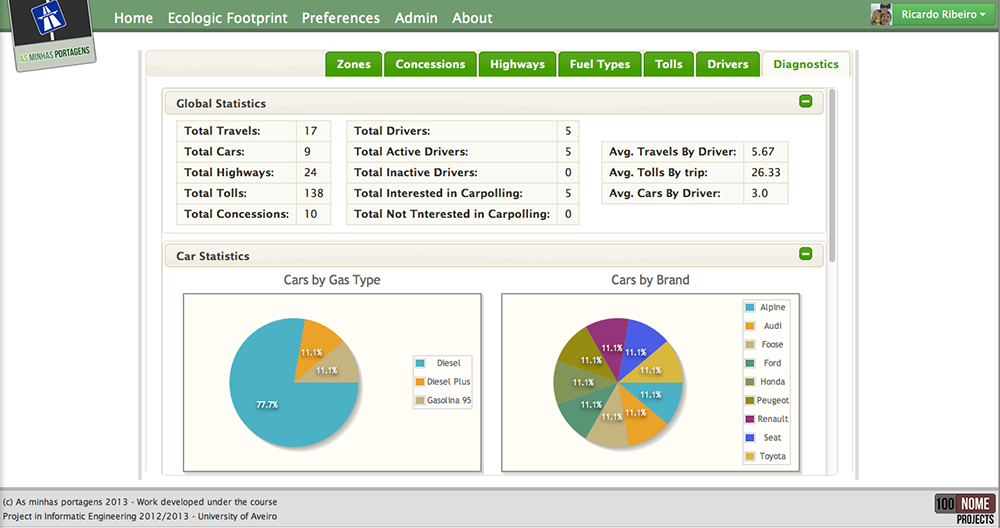 Home Ecologic Footprint Preferences Admin About
Ricardo Ribeiro
AS MINHAS PORTAGENS
Zones Concessions Highways Fuel Types Tolls Drivers Diagnostics
Global Statistics
Total Travels: 17
Total Cars: 9
Total Highways: 24
Total Tolls: 138
Total Concessions: 10
Total Drivers: 5
Total Active Drivers: 5
Total Inactive Drivers: 0
Total Interested in Carpolling: 5
Total Not Tnterested in Carpolling: 0
Avg. Travels By Driver: 5.67
Avg. Tolls By trip: 26.33
Avg. Cars By Driver: 3.0
Car Statistics
Cars by Gas Type
11.1%
11.1%
77.7%
Diesel
Diesel Plus
Gasolina 95
Cars by Brand
11.1%
11.1%
11.1%
11.1%
11.1%
11.1%
11.1%
11.1%
11.1%
Alpine
Audi
Foose
Ford
Honda
Peugeot
Renault
Seat
Toyota
(c) As minhas portagens 2013 - Work developed under the course
Project in Informatic Engineering 2012/2013 - University of Aveiro
100 NOME
PROJECTS